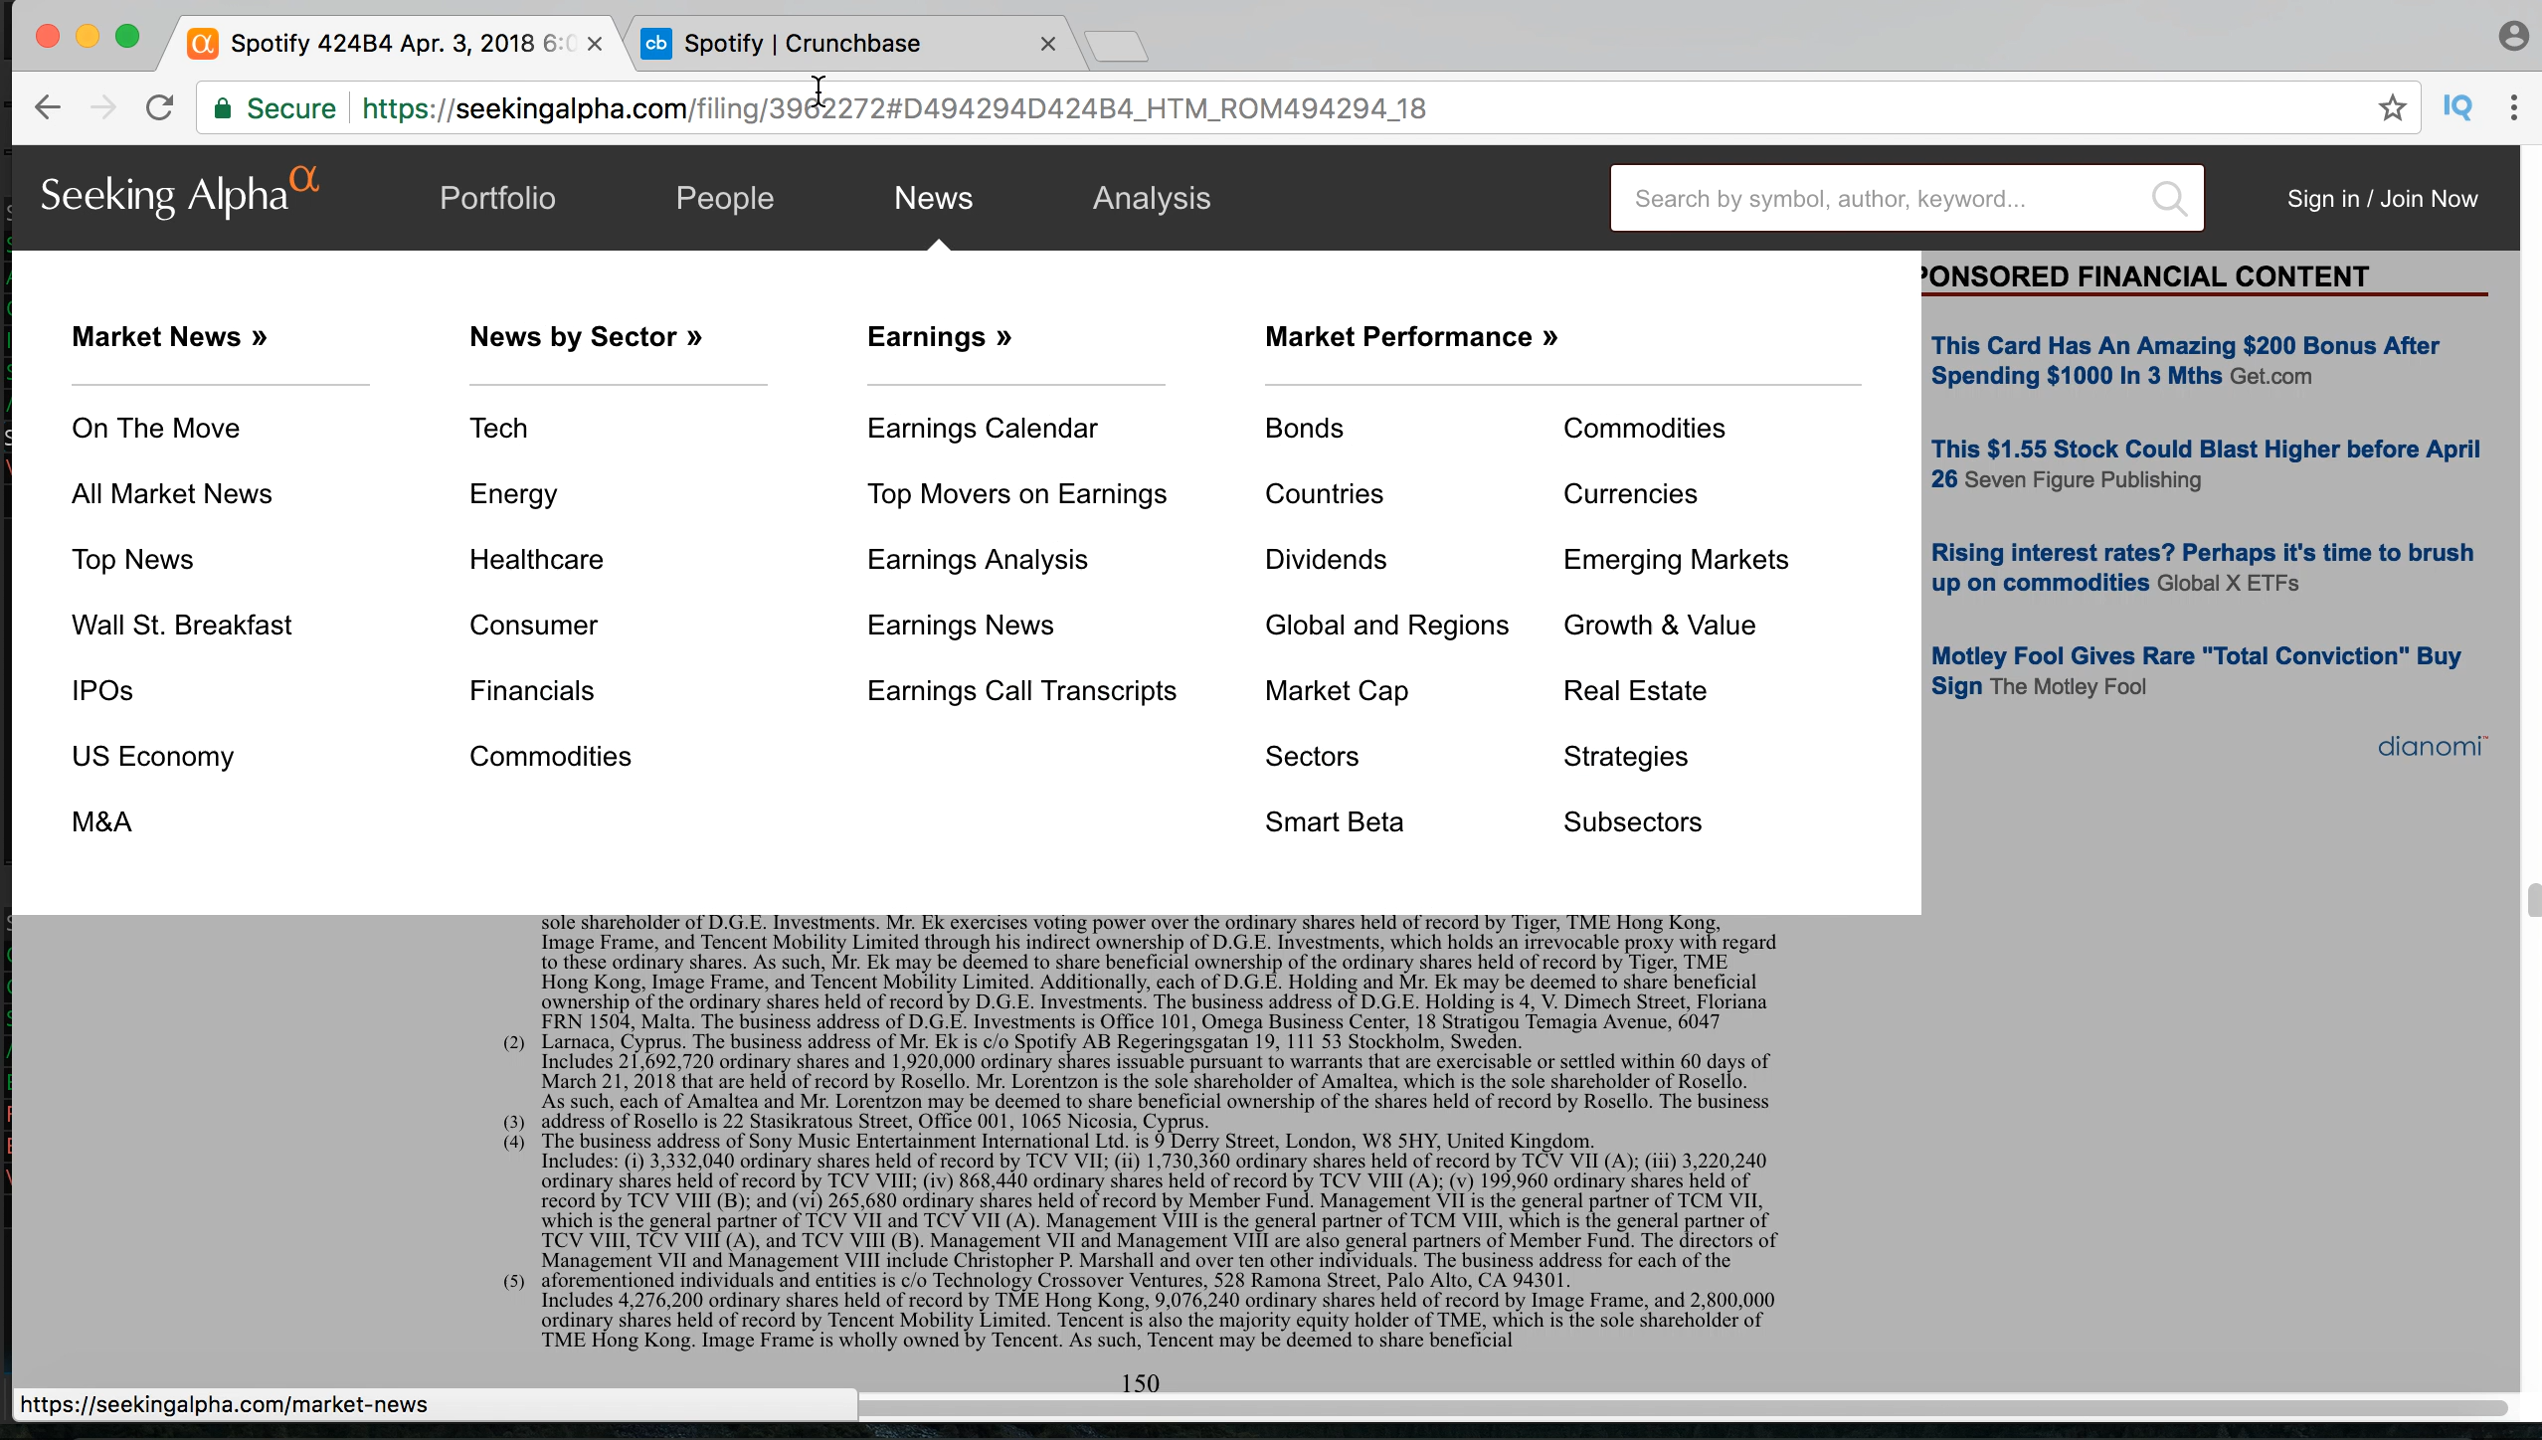 Spotify 424B4 Apr. 3, 2018 6:0
cb Spotify | Crunchbase
Secure https://seekingalpha.com/filing/3962272#D494294D424B4_HTM_ROM494294_18
IQ
Seeking Alpha α
Portfolio
People
News
Analysis
Search by symbol, author, keyword...
Sign in / Join Now
Market News »
On The Move
All Market News
Top News
Wall St. Breakfast
IPOs
US Economy
M&A
News by Sector »
Tech
Energy
Healthcare
Consumer
Financials
Commodities
Earnings »
Earnings Calendar
Top Movers on Earnings
Earnings Analysis
Earnings News
Earnings Call Transcripts
Market Performance »
Bonds
Countries
Dividends
Global and Regions
Market Cap
Sectors
Smart Beta
Commodities
Currencies
Emerging Markets
Growth & Value
Real Estate
Strategies
Subsectors
PONSORED FINANCIAL CONTENT
This Card Has An Amazing $200 Bonus After
Spending $1000 In 3 Mths Get.com
This $1.55 Stock Could Blast Higher before April
26 Seven Figure Publishing
Rising interest rates? Perhaps it's time to brush
up on commodities Global X ETFs
Motley Fool Gives Rare "Total Conviction" Buy
Sign The Motley Fool
dianomi™
sole shareholder of D.G.E. Investments. Mr. Ek exercises voting power over the ordinary shares held of record by Tiger, TME Hong Kong,
Image Frame, and Tencent Mobility Limited through his indirect ownership of D.G.E. Investments, which holds an irrevocable proxy with regard
to these ordinary shares. As such, Mr. Ek may be deemed to share beneficial ownership of the ordinary shares held of record by Tiger, TME
Hong Kong, Image Frame, and Tencent Mobility Limited. Additionally, each of D.G.E. Holding and Mr. Ek may be deemed to share beneficial
ownership of the ordinary shares held of record by D.G.E. Investments. The business address of D.G.E. Holding is 4, V. Dimech Street, Floriana
FRN 1504, Malta. The business address of D.G.E. Investments is Office 101, Omega Business Center, 18 Stratigou Temagia Avenue, 6047
(2) Larnaca, Cyprus. The business address of Mr. Ek is c/o Spotify AB Regeringsgatan 19, 111 53 Stockholm, Sweden.
Includes 21,692,720 ordinary shares and 1,920,000 ordinary shares issuable pursuant to warrants that are exercisable or settled within 60 days of
March 21, 2018 that are held of record by Rosello. Mr. Lorentzon is the sole shareholder of Amaltea, which is the sole shareholder of Rosello.
As such, each of Amaltea and Mr. Lorentzon may be deemed to share beneficial ownership of the shares held of record by Rosello. The business
(3) address of Rosello is 22 Stasikratous Street, Office 001, 1065 Nicosia, Cyprus.
(4) The business address of Sony Music Entertainment International Ltd. is 9 Derry Street, London, W8 5HY, United Kingdom.
Includes: (i) 3,332,040 ordinary shares held of record by TCV VII; (ii) 1,730,360 ordinary shares held of record by TCV VII (A); (iii) 3,220,240
ordinary shares held of record by TCV VIII; (iv) 868,440 ordinary shares held of record by TCV VIII (A); (v) 199,960 ordinary shares held of
record by TCV VIII (B); and (vi) 265,680 ordinary shares held of record by Member Fund. Management VII is the general partner of TCM VII,
which is the general partner of TCV VII and TCV VII (A). Management VIII is the general partner of TCM VIII, which is the general partner of
TCV VIII, TCV VIII (A), and TCV VIII (B). Management VII and Management VIII are also general partners of Member Fund. The directors of
Management VII and Management VIII include Christopher P. Marshall and over ten other individuals. The business address for each of the
(5) aforementioned individuals and entities is c/o Technology Crossover Ventures, 528 Ramona Street, Palo Alto, CA 94301.
Includes 4,276,200 ordinary shares held of record by TME Hong Kong, 9,076,240 ordinary shares held of record by Image Frame, and 2,800,000
ordinary shares held of record by Tencent Mobility Limited. Tencent is also the majority equity holder of TME, which is the sole shareholder of
TME Hong Kong. Image Frame is wholly owned by Tencent. As such, Tencent may be deemed to share beneficial
150
https://seekingalpha.com/market-news